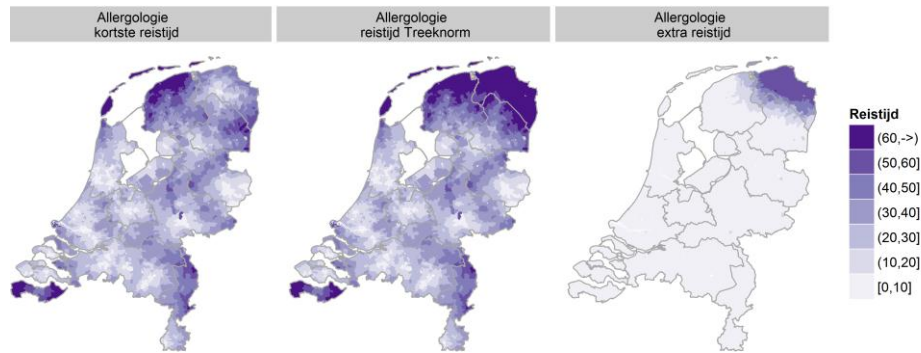 Allergologie
kortste reistijd
Allergologie
reistijd Treeknorm
Allergologie
extra reistijd
Reistijd
(60,->)
(50,60]
(40,50]
(30,40]
(20,30]
(10,20]
[0,10]